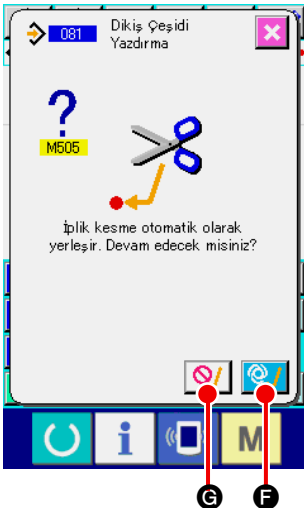 081
Dikiş Çeşidi
Yazdırma
?
M505
İplik kesme otomatik olarak
yerleşir. Devam edecek misiniz?
i
M
G
F